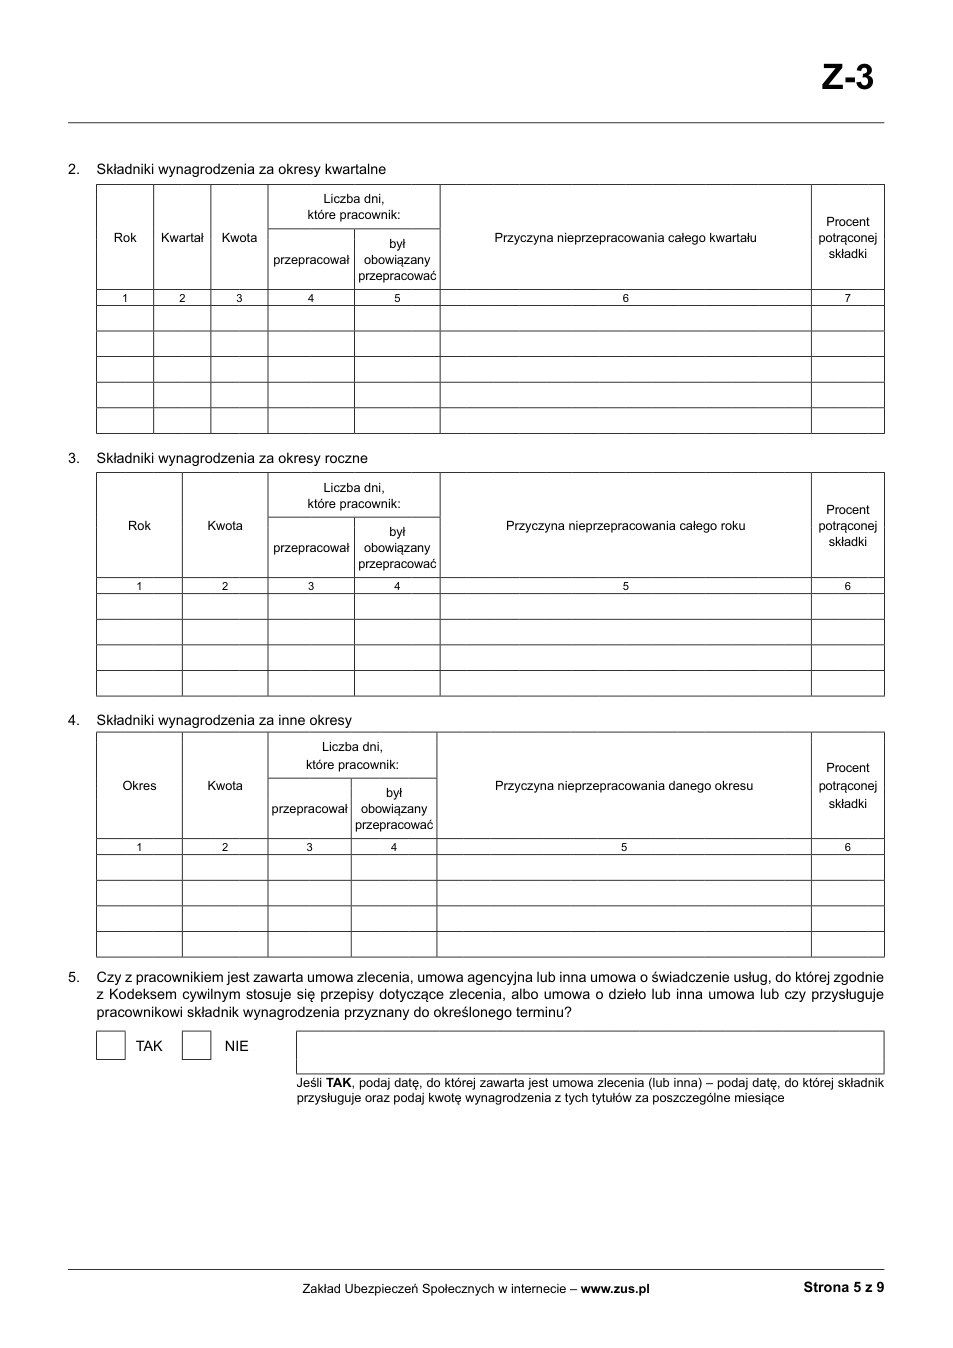 Z-3
2. Składniki wynagrodzenia za okresy kwartalne
Rok
Kwartał
Kwota
Liczba dni,
które pracownik:
przepracował
był
obowiązany
przepracować
Przyczyna nieprzepracowania całego kwartału
Procent
potrąconej
składki
1 2 3 4 5 6 7
3. Składniki wynagrodzenia za okresy roczne
Rok
Kwota
Liczba dni,
które pracownik:
przepracował
był
obowiązany
przepracować
Przyczyna nieprzepracowania całego roku
Procent
potrąconej
składki
1 2 3 4 5 6
4. Składniki wynagrodzenia za inne okresy
Okres
Kwota
Liczba dni,
które pracownik:
przepracował
był
obowiązany
przepracować
Przyczyna nieprzepracowania danego okresu
Procent
potrąconej
składki
1 2 3 4 5 6
5. Czy z pracownikiem jest zawarta umowa zlecenia, umowa agencyjna lub inna umowa o świadczenie usług, do której zgodnie
z Kodeksem cywilnym stosuje się przepisy dotyczące zlecenia, albo umowa o dzieło lub inna umowa lub czy przysługuje
pracownikowi składnik wynagrodzenia przyznany do określonego terminu?
TAK NIE
Jeśli TAK, podaj datę, do której zawarta jest umowa zlecenia (lub inna) – podaj datę, do której składnik
przysługuje oraz podaj kwotę wynagrodzenia z tych tytułów za poszczególne miesiące
Zakład Ubezpieczeń Społecznych w internecie – www.zus.pl
Strona 5 z 9